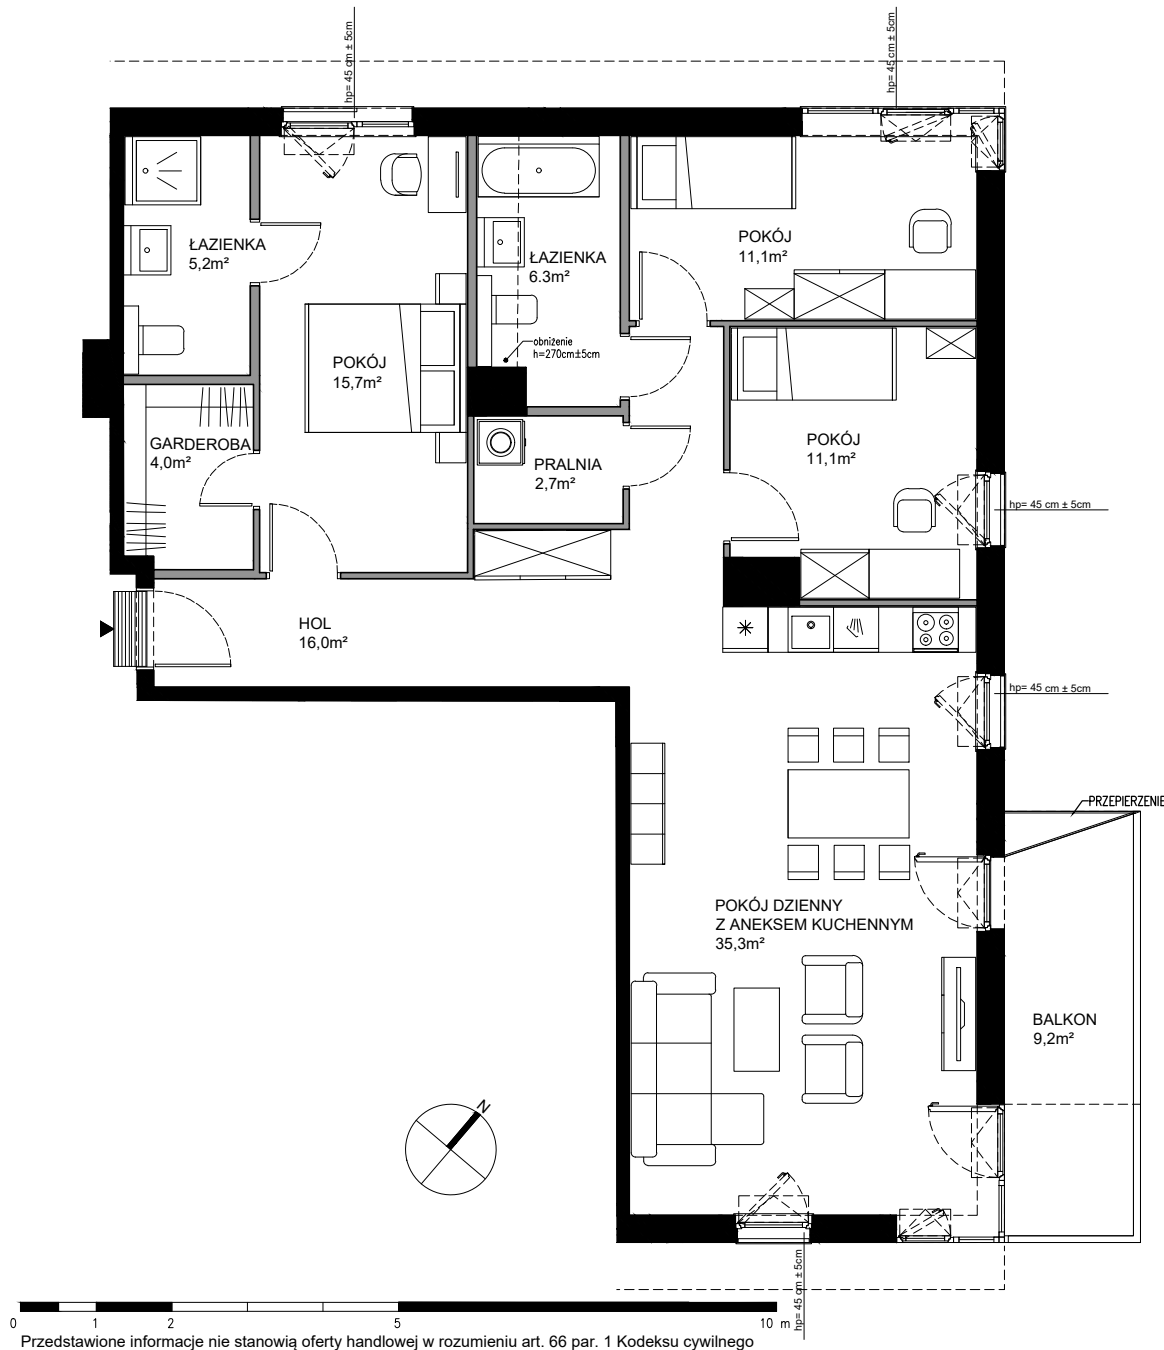 hp= 45 cm ± 5cm
hp= 45 cm ± 5cm
ŁAZIENKA
5,2m²
ŁAZIENKA
6.3m²
POKÓJ
11,1m²
obniżenie
h=270cm±5cm
POKÓJ
15,7m²
GARDEROBA
4,0m²
PRALNIA
2,7m²
POKÓJ
11,1m²
hp= 45 cm ± 5cm
HOL
16,0m²
hp= 45 cm ± 5cm
PRZEPIERZENIE
POKÓJ DZIENNY
Z ANEKSEM KUCHENNYM
35,3m²
BALKON
9,2m²
N
hp= 45 cm ± 5cm
0 1 2 5 10 m
Przedstawione informacje nie stanowią oferty handlowej w rozumieniu art. 66 par. 1 Kodeksu cywilnego